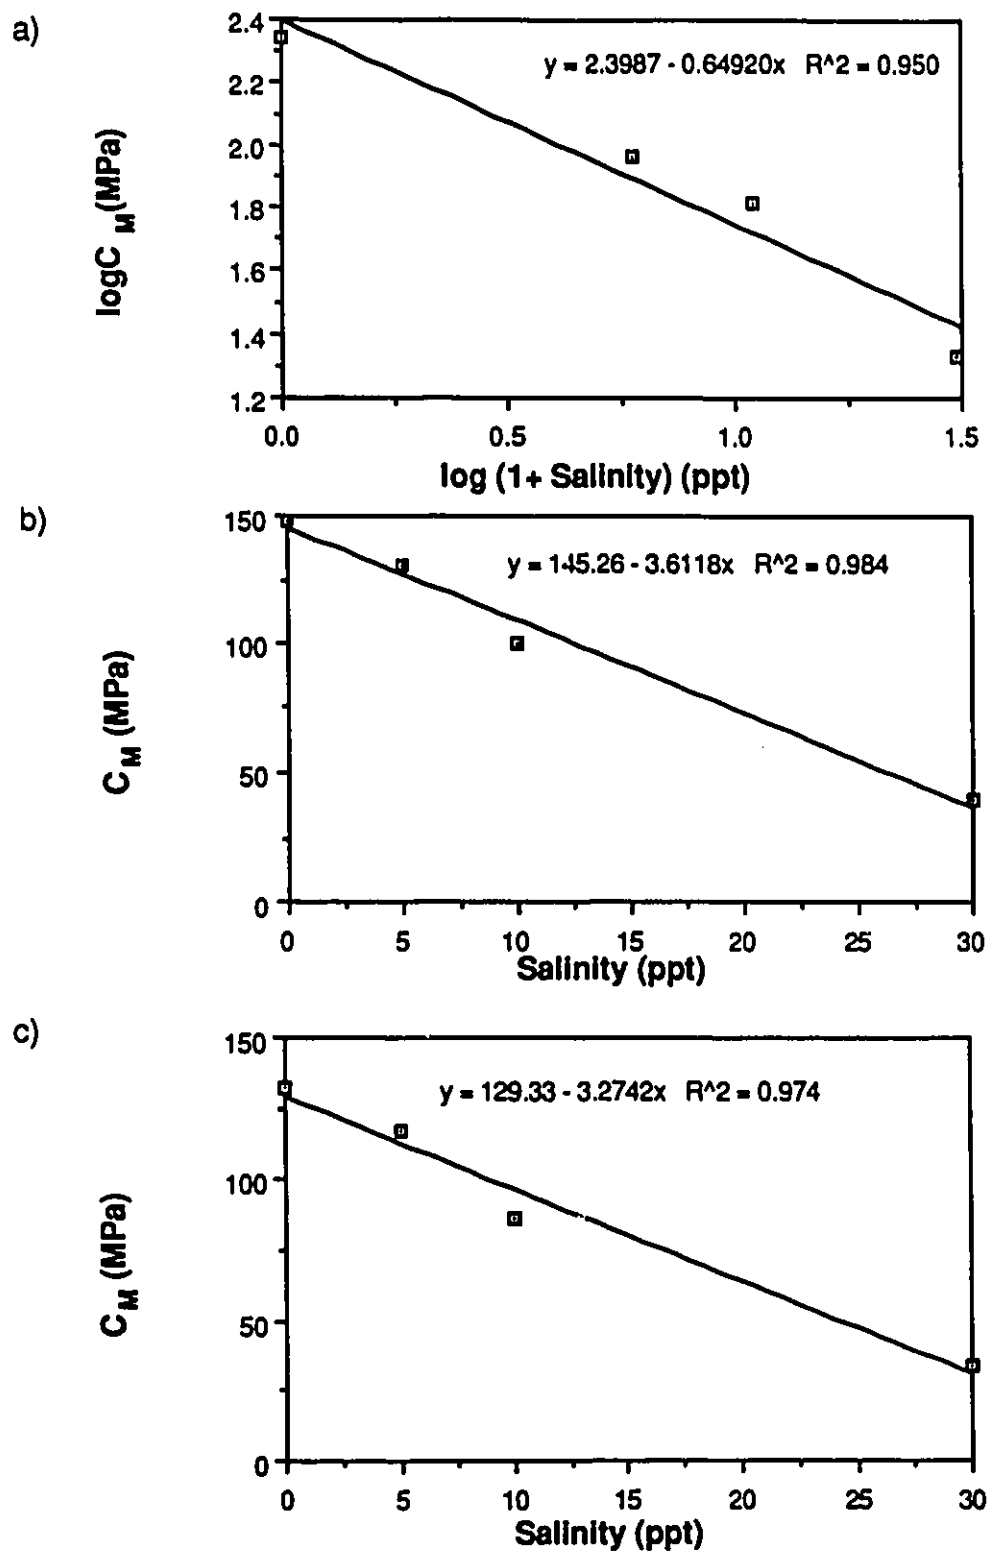 a)
2.4
y = 2.3987 - 0.64920x R^2 = 0.950
2.2
2.0
1.8
1.6
1.4
1.2
logC M (MPa)
0.0 0.5 1.0 1.5
log (1+ Salinity) (ppt)
b)
150
y = 145.26 - 3.6118x R^2 = 0.984
100
50
0
CM (MPa)
0 5 10 15 20 25 30
Salinity (ppt)
c)
150
y = 129.33 - 3.2742x R^2 = 0.974
100
50
0
CM (MPa)
0 5 10 15 20 25 30
Salinity (ppt)